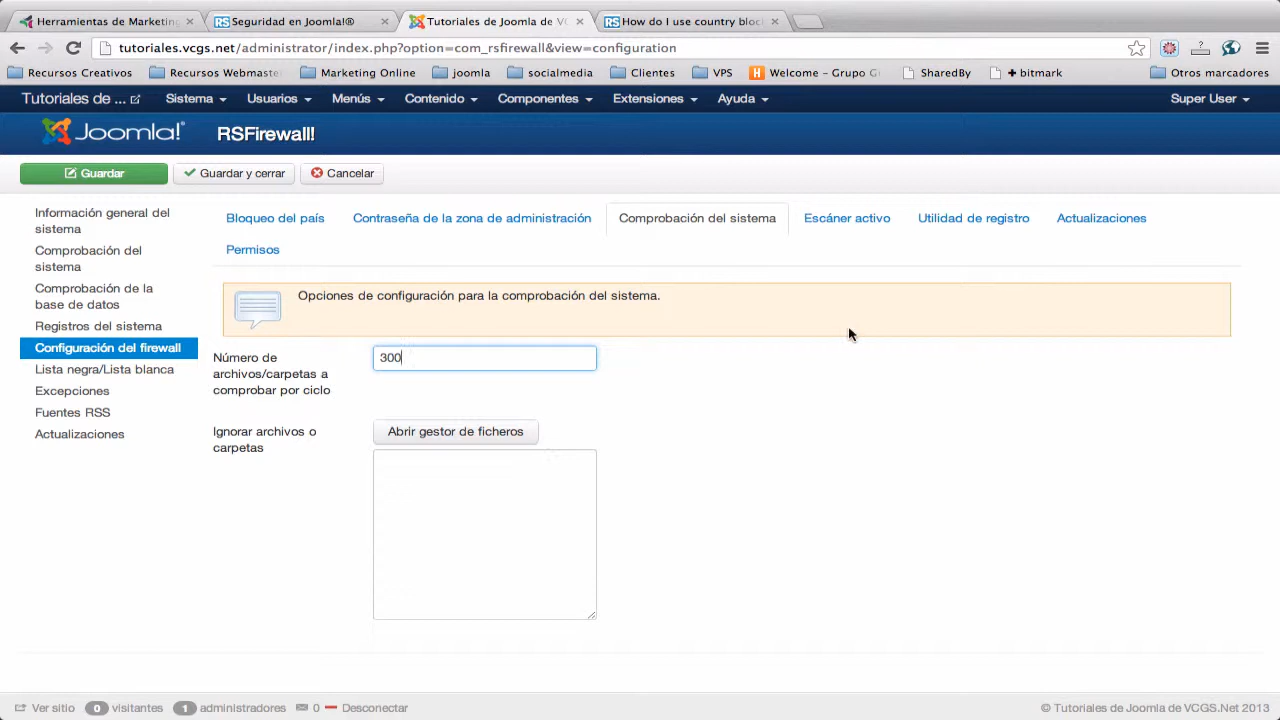 Herramientas de Marketing
Seguridad en Joomla!®
Tutoriales de Joomla de VC
How do I use country bloc
tutoriales.vcgs.net/administrator/index.php?option=com_rsfirewall&view=configuration
Recursos Creativos
Recursos Webmaste
Marketing Online
joomla
socialmedia
Clientes
VPS
Welcome - Grupo G
SharedBy
+ bitmark
Otros marcadores
Tutoriales de ...
Sistema
Usuarios
Menús
Contenido
Componentes
Extensiones
Ayuda
Super User
Joomla!®
RSFirewall!
Guardar
Guardar y cerrar
Cancelar
Información general del
sistema
Comprobación del
sistema
Comprobación de la
base de datos
Registros del sistema
Configuración del firewall
Lista negra/Lista blanca
Excepciones
Fuentes RSS
Actualizaciones
Bloqueo del país
Contraseña de la zona de administración
Comprobación del sistema
Escáner activo
Utilidad de registro
Actualizaciones
Permisos
Opciones de configuración para la comprobación del sistema.
Número de
archivos/carpetas a
comprobar por ciclo
300
Ignorar archivos o
carpetas
Abrir gestor de ficheros
Ver sitio
0 visitantes
1 administradores
0
Desconectar
© Tutoriales de Joomla de VCGS.Net 2013